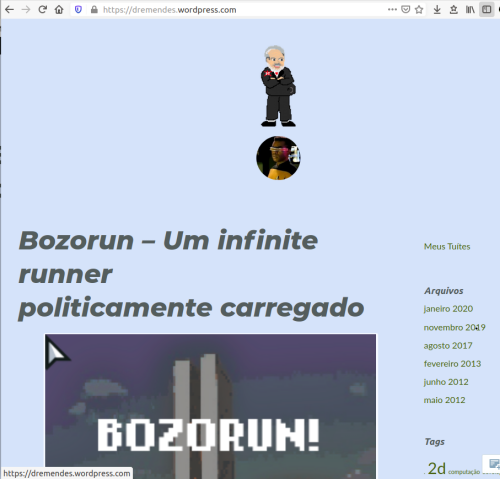 https://dremendes.wordpress.com
Bozorun – Um infinite
runner
politicamente carregado
BOZORUN!
Meus Tuítes
Arquivos
janeiro 2020
novembro 2019
agosto 2017
fevereiro 2013
junho 2012
maio 2012
Tags
2d computação
https://dremendes.wordpress.com